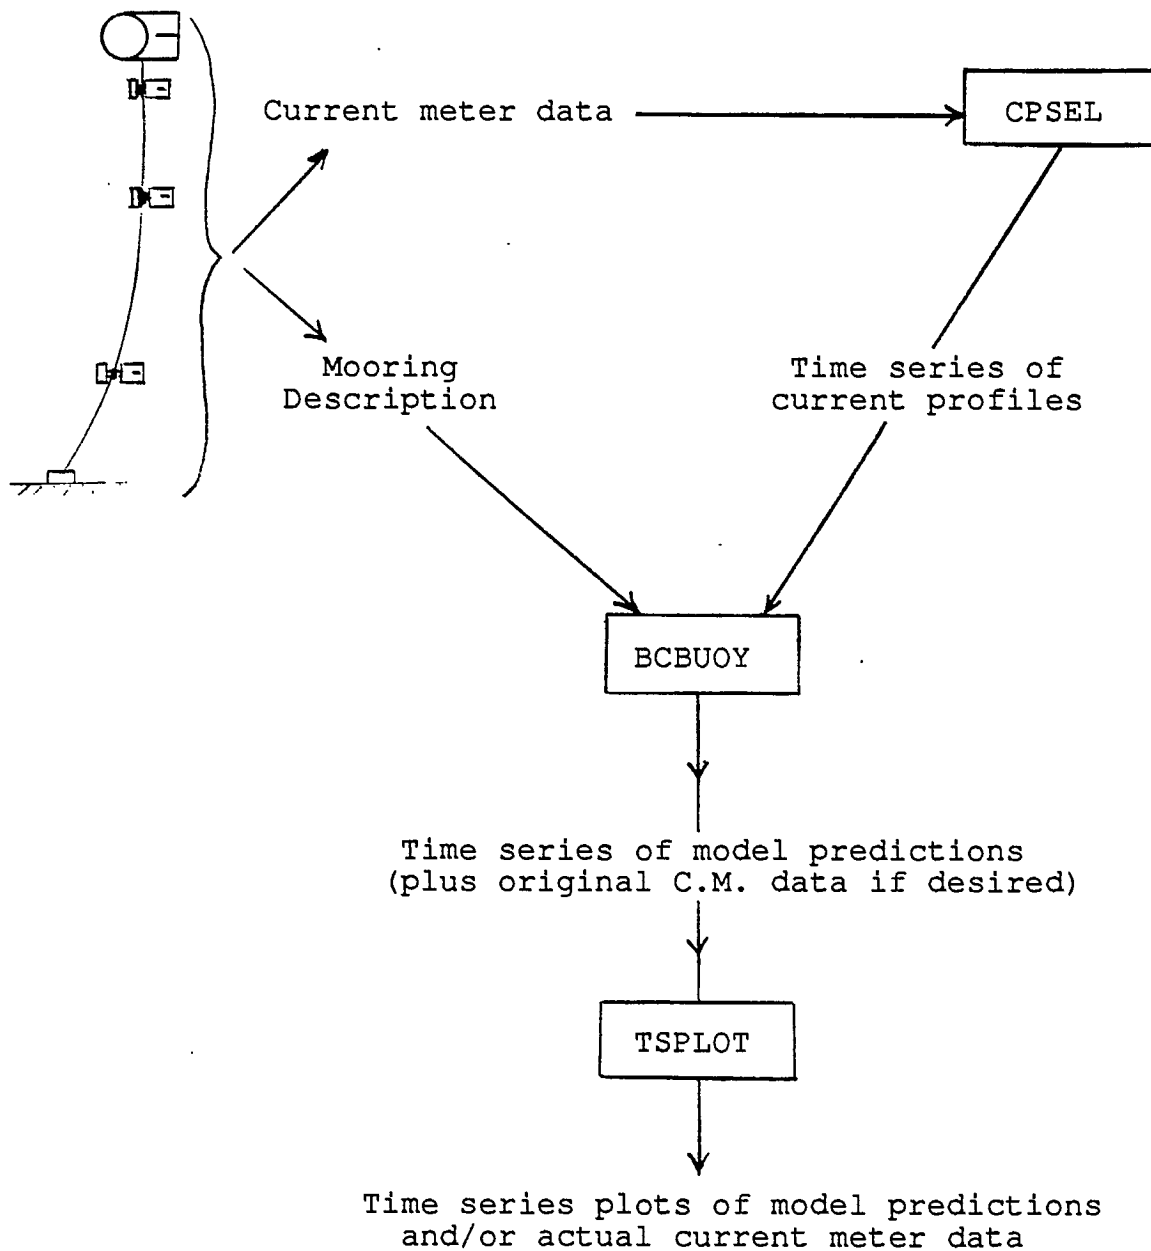 Current meter data
CPSEL
Mooring
Description
Time series of
current profiles
BCBUOY
Time series of model predictions
(plus original C.M. data if desired)
TSPLOT
Time series plots of model predictions
and/or actual current meter data